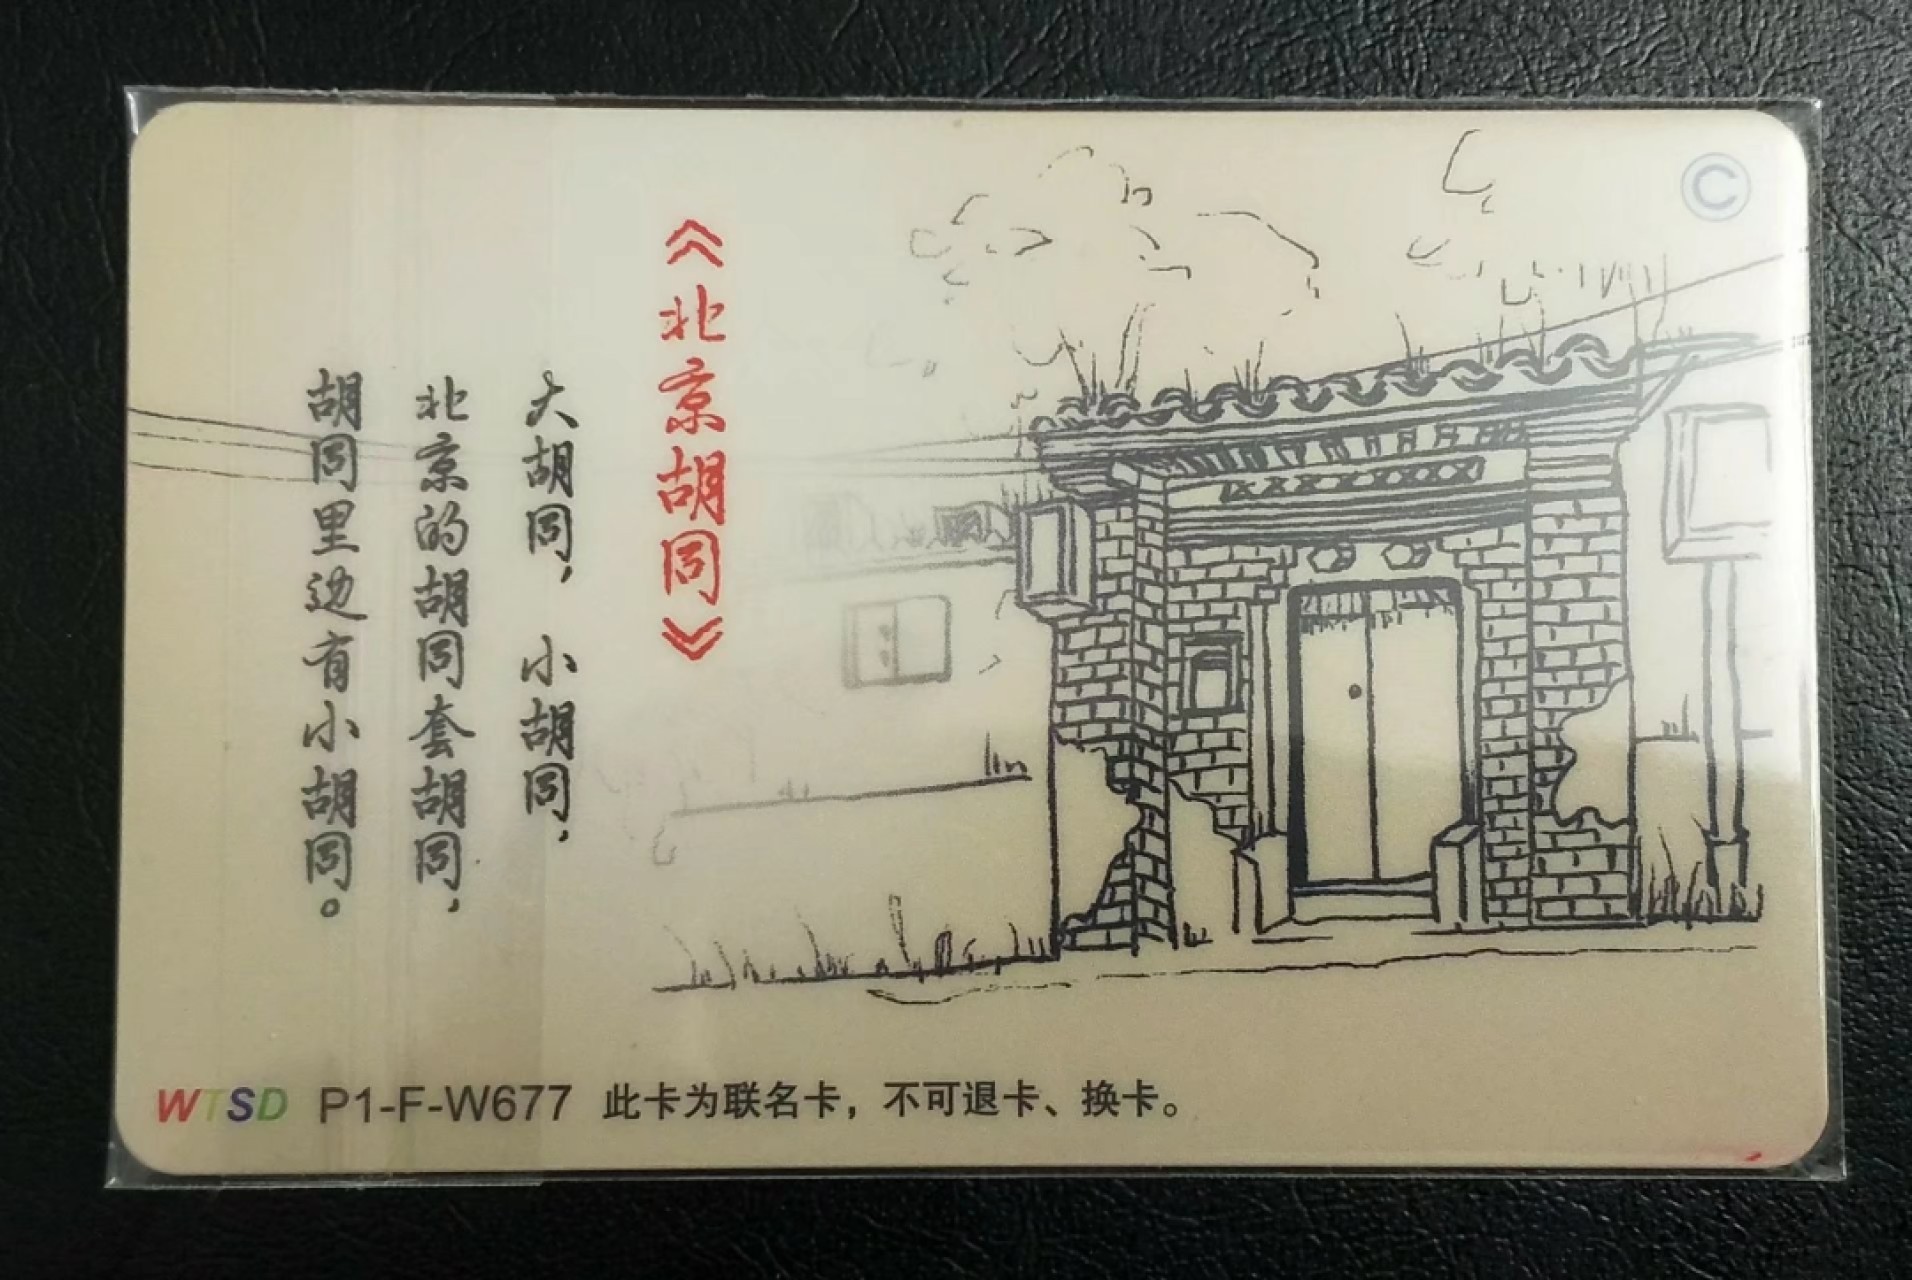 《北京胡同》
大胡同，小胡同，
北京的胡同套胡同，
胡同里边有小胡同。
©
WTSD P1-F-W677 此卡为联名卡，不可退卡、换卡。